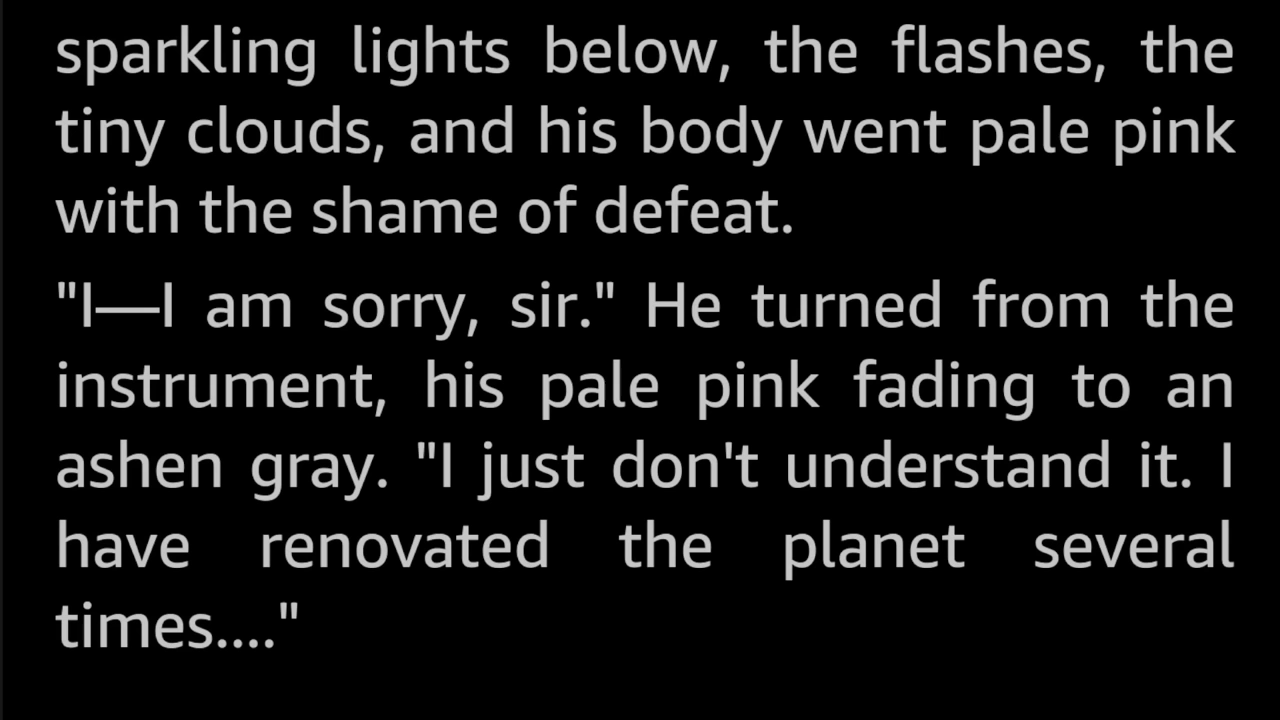 sparkling lights below, the flashes, the
tiny clouds, and his body went pale pink
with the shame of defeat.
"I—I am sorry, sir." He turned from the
instrument, his pale pink fading to an
ashen gray. "I just don't understand it. I
have renovated the planet several
times...."